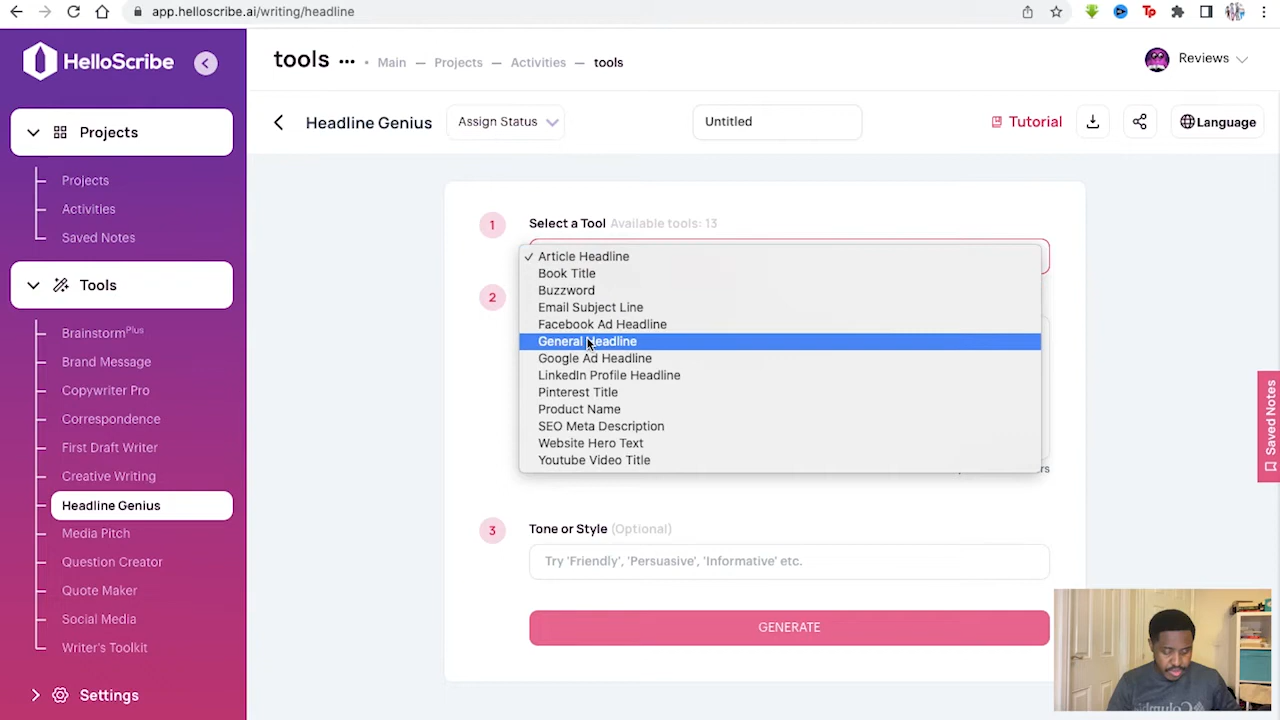 app.helloscribe.ai/writing/headline
HelloScribe
tools ••• • Main — Projects — Activities — tools
Reviews
Projects
Projects
Activities
Saved Notes
Tools
BrainstormPlus
Brand Message
Copywriter Pro
Correspondence
First Draft Writer
Creative Writing
Headline Genius
Media Pitch
Question Creator
Quote Maker
Social Media
Writer's Toolkit
Settings
Headline Genius
Assign Status
Untitled
Tutorial
Language
1 Select a Tool Available tools: 13
✓ Article Headline
Book Title
Buzzword
Email Subject Line
Facebook Ad Headline
General Headline
Google Ad Headline
LinkedIn Profile Headline
Pinterest Title
Product Name
SEO Meta Description
Website Hero Text
Youtube Video Title
2
3 Tone or Style (Optional)
Try 'Friendly', 'Persuasive', 'Informative' etc.
GENERATE
Saved Notes
Tp